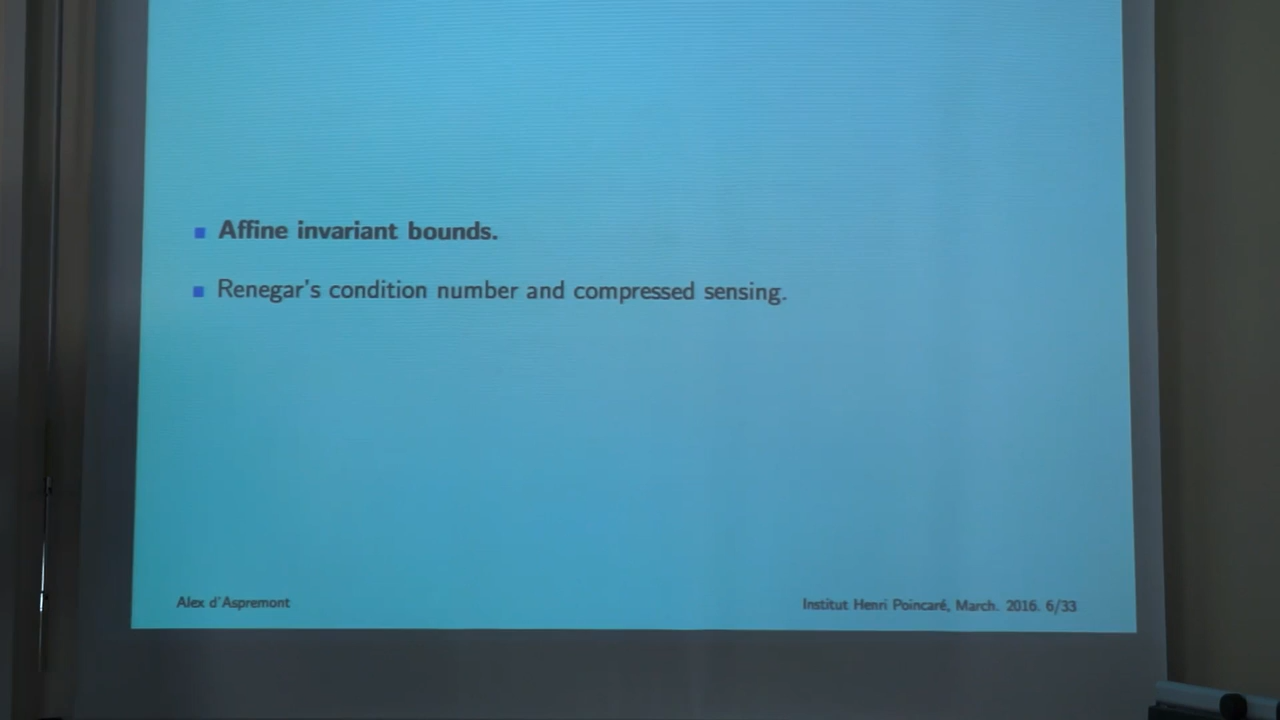 Affine invariant bounds.
Renegar's condition number and compressed sensing.
Alex d'Aspremont
Institut Henri Poincaré, March. 2016. 6/33